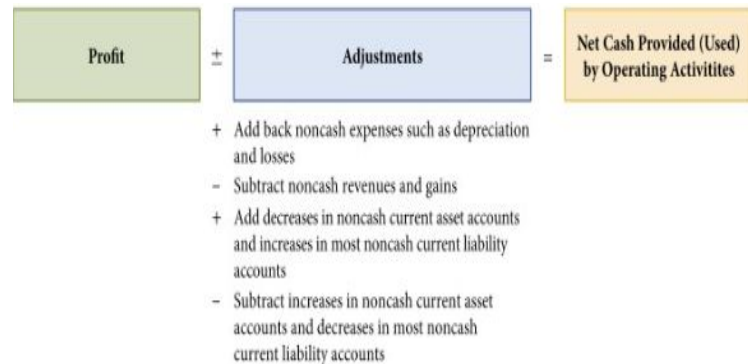 Profit
±
Adjustments
=
Net Cash Provided (Used)
by Operating Activitites
+ Add back noncash expenses such as depreciation
and losses
– Subtract noncash revenues and gains
+ Add decreases in noncash current asset accounts
and increases in most noncash current liability
accounts
– Subtract increases in noncash current asset
accounts and decreases in most noncash
current liability accounts